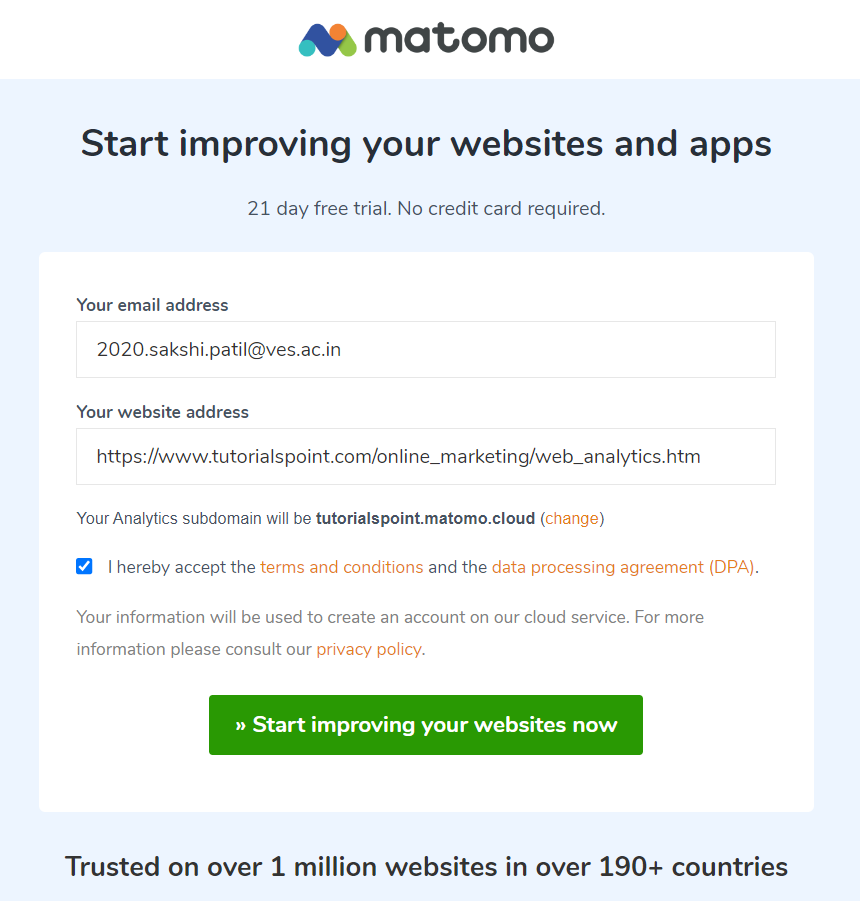 matomo
Start improving your websites and apps
21 day free trial. No credit card required.
Your email address
2020.sakshi.patil@ves.ac.in
Your website address
https://www.tutorialspoint.com/online_marketing/web_analytics.htm
Your Analytics subdomain will be tutorialspoint.matomo.cloud (change)
I hereby accept the terms and conditions and the data processing agreement (DPA).
Your information will be used to create an account on our cloud service. For more
information please consult our privacy policy.
» Start improving your websites now
Trusted on over 1 million websites in over 190+ countries